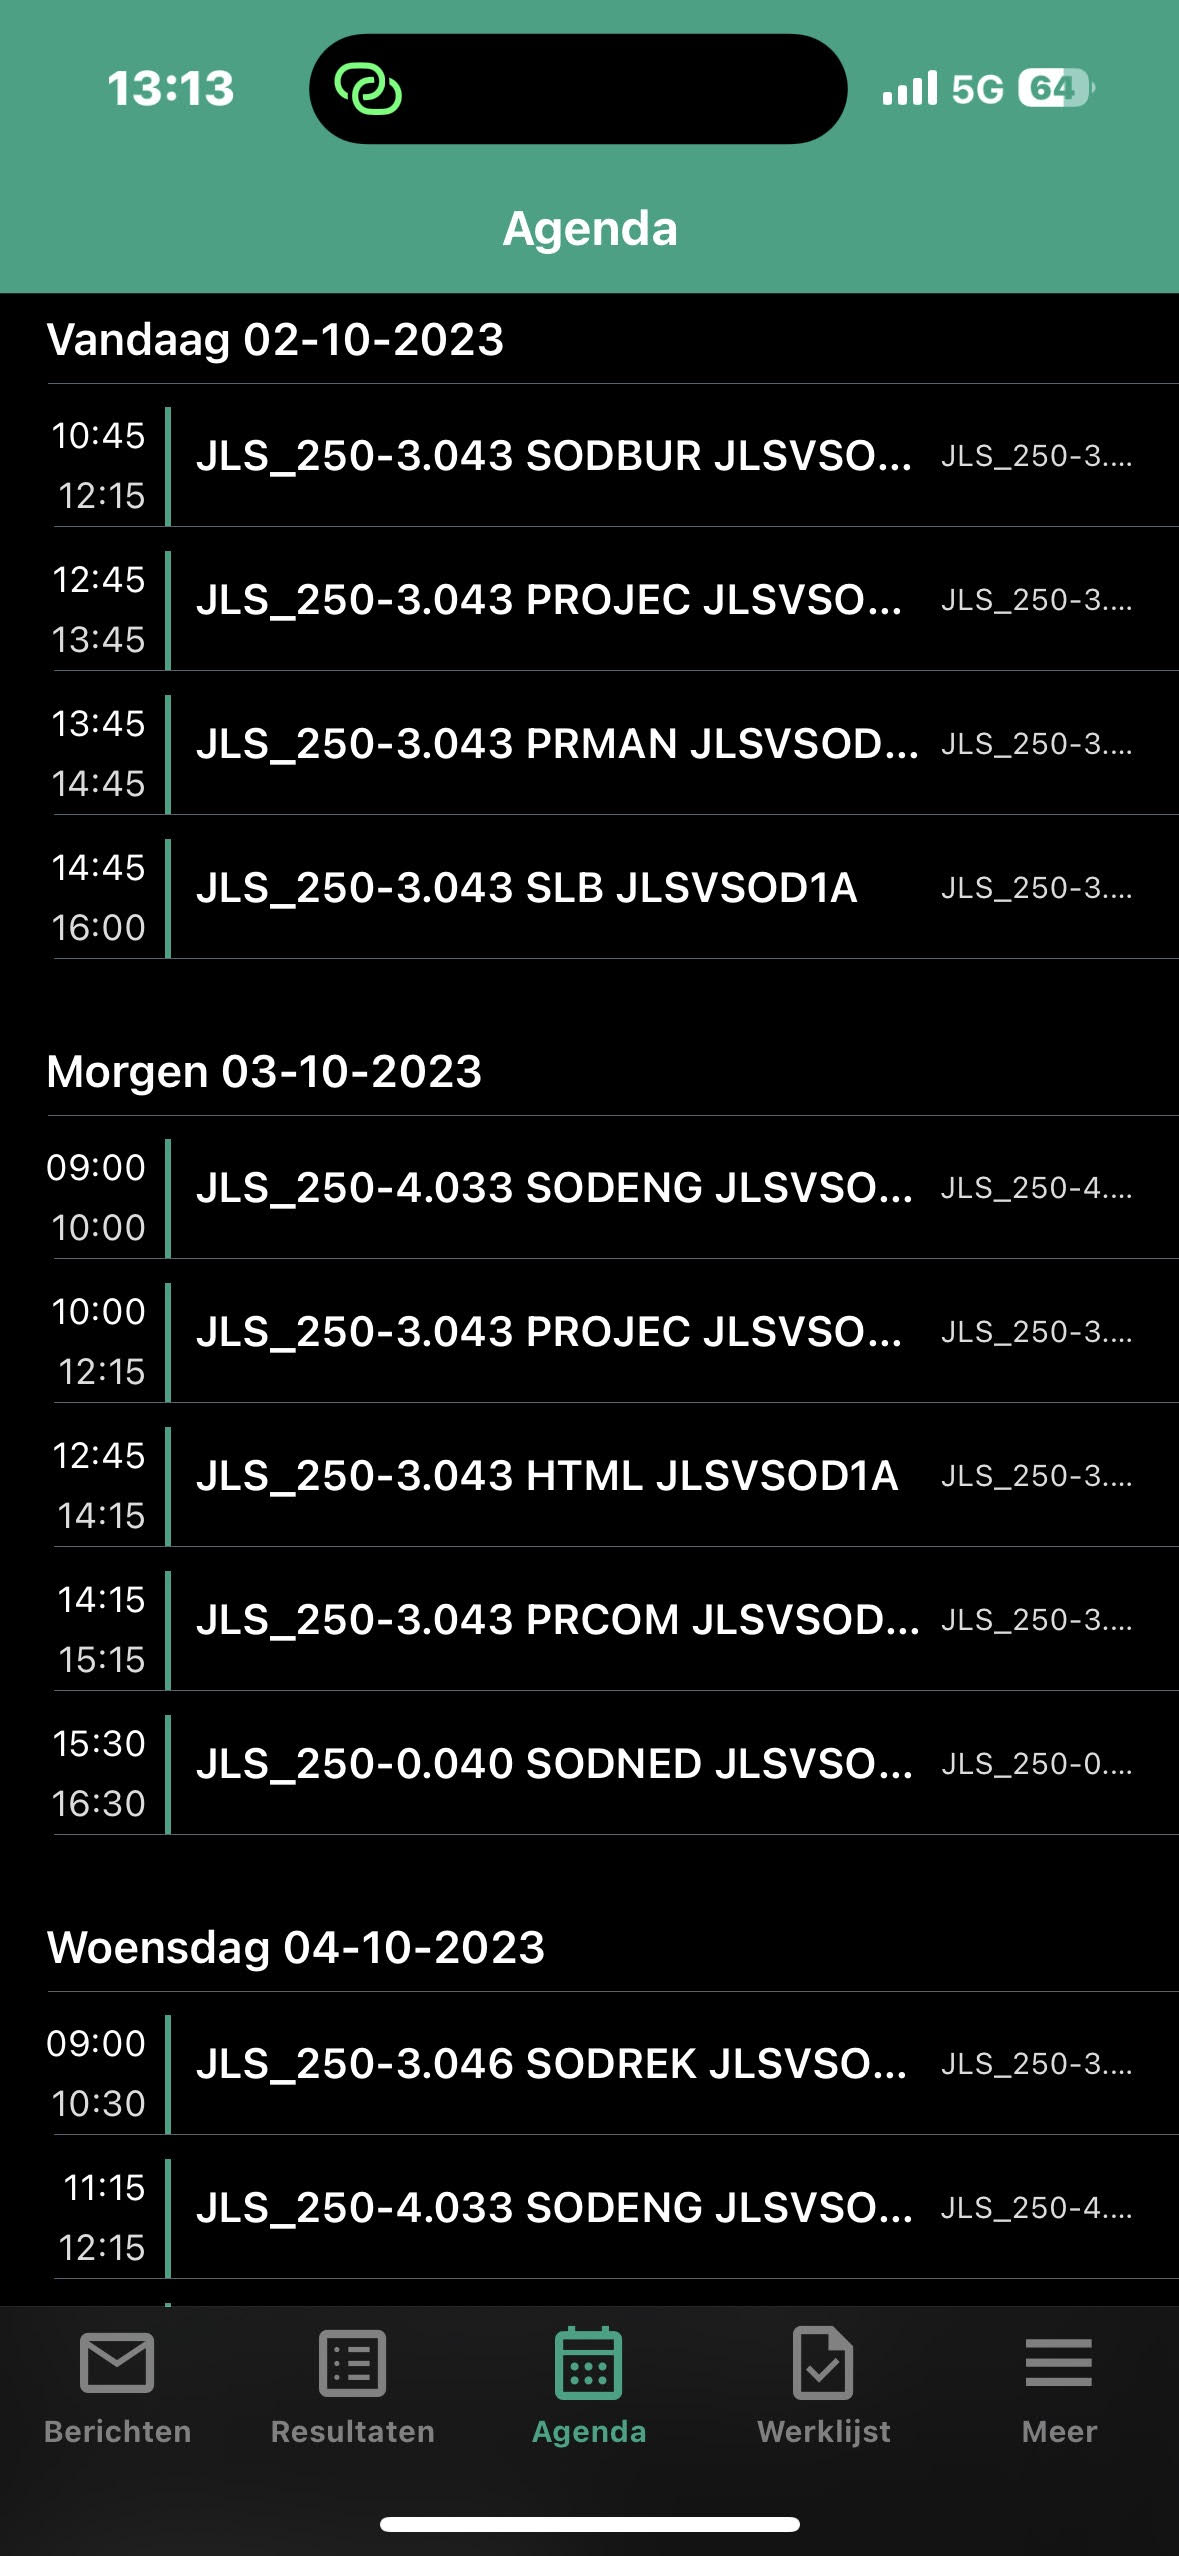 13:13
5G 64
Agenda
Vandaag 02-10-2023
10:45 JLS_250-3.043 SODBUR JLSVSO... JLS_250-3....
12:15
12:45 JLS_250-3.043 PROJEC JLSVSO... JLS_250-3....
13:45
13:45 JLS_250-3.043 PRMAN JLSVSOD... JLS_250-3....
14:45
14:45 JLS_250-3.043 SLB JLSVSOD1A JLS_250-3....
16:00
Morgen 03-10-2023
09:00 JLS_250-4.033 SODENG JLSVSO... JLS_250-4....
10:00
10:00 JLS_250-3.043 PROJEC JLSVSO... JLS_250-3....
12:15
12:45 JLS_250-3.043 HTML JLSVSOD1A JLS_250-3....
14:15
14:15 JLS_250-3.043 PRCOM JLSVSOD... JLS_250-3....
15:15
15:30 JLS_250-0.040 SODNED JLSVSO... JLS_250-0....
16:30
Woensdag 04-10-2023
09:00 JLS_250-3.046 SODREK JLSVSO... JLS_250-3....
10:30
11:15 JLS_250-4.033 SODENG JLSVSO... JLS_250-4....
12:15
Berichten Resultaten Agenda Werklijst Meer